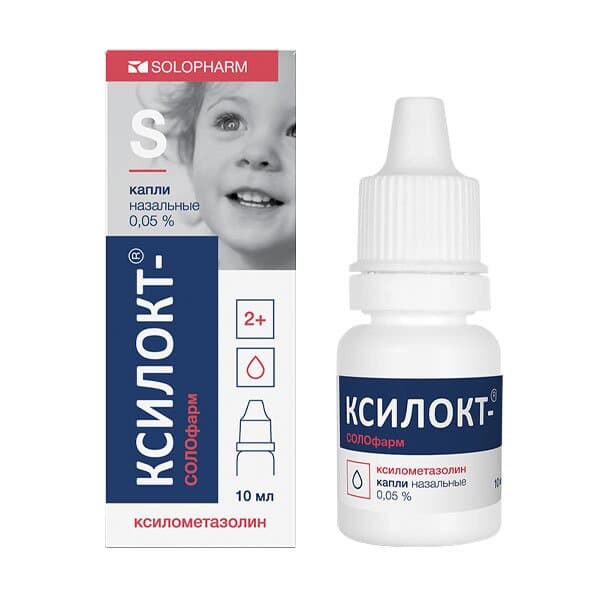 SOLOPHARM
S
капли
назальные
0,05 %
КСИЛОКТ-®
СОЛОфарм
2+
10 мл
ксилометазолин
КСИЛОКТ-®
СОЛОфарм
ксилометазолин
капли назальные
0,05 %